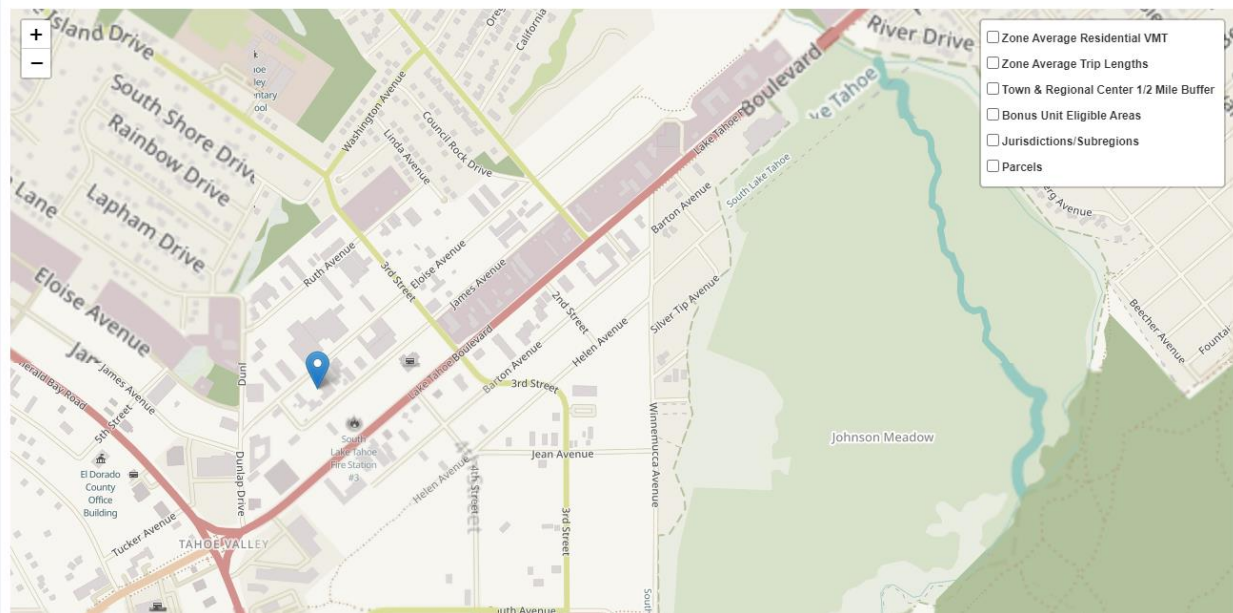 +
−
Island Drive
South Shore Drive
Rainbow Drive
Lapham Drive
Lane
Eloise Avenue
Washington Avenue
Linda Avenue
Council Rock Drive
California
Boulevard
River Drive
Lake Tahoe
South Lake Tahoe
Barton Avenue
Silver Tip Avenue
Ruth Avenue
3rd Street
Eloise Avenue
James Avenue
2nd Street
Helen Avenue
Lake Tahoe Boulevard
Barton Avenue
3rd Street
Winnemucca Avenue
Johnson Meadow
Beecher Avenue
James Avenue
5th Street
El Dorado
County
Office
Building
Tucker Avenue
Dunlap Drive
TAHOE VALLEY
South
Lake Tahoe
Fire Station
#3
Helen Avenue
4th Street
Jean Avenue
3rd Street
South Avenue
South
Zone Average Residential VMT
Zone Average Trip Lengths
Town & Regional Center 1/2 Mile Buffer
Bonus Unit Eligible Areas
Jurisdictions/Subregions
Parcels